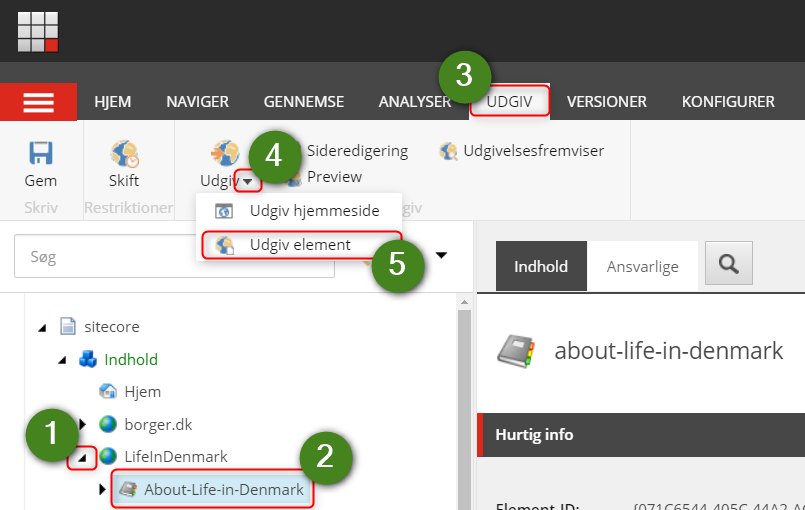 3
HJEM NAVIGER GENNEMSE ANALYSER UDGIV VERSIONER KONFIGURER
4
Sideredigering Udgivelsesfremviser
Gem Skift Udgiv Preview
Skriv Restriktioner
Udgiv hjemmeside
Udgiv element
5
Søg
Indhold Ansvarlige
sitecore
Indhold
about-life-in-denmark
Hjem
borger.dk
1
LifeInDenmark
Hurtig info
2
About-Life-in-Denmark